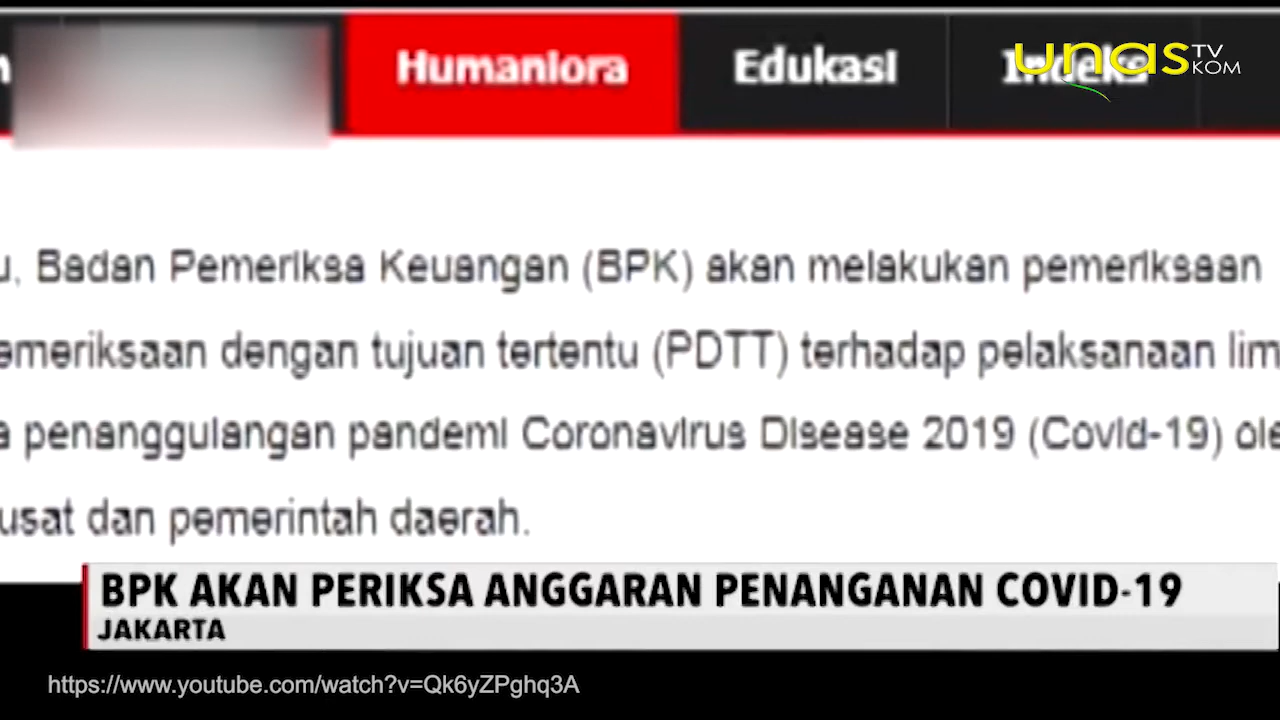 Humaniora Edukasi Indeks
unas TV KOM
u, Badan Pemeriksa Keuangan (BPK) akan melakukan pemeriksaan
emeriksaan dengan tujuan tertentu (PDTT) terhadap pelaksanaan lim
a penanggulangan pandemi Coronavirus Disease 2019 (Covid-19) ole
usat dan pemerintah daerah.
BPK AKAN PERIKSA ANGGARAN PENANGANAN COVID-19
JAKARTA
https://www.youtube.com/watch?v=Qk6yZPghq3A